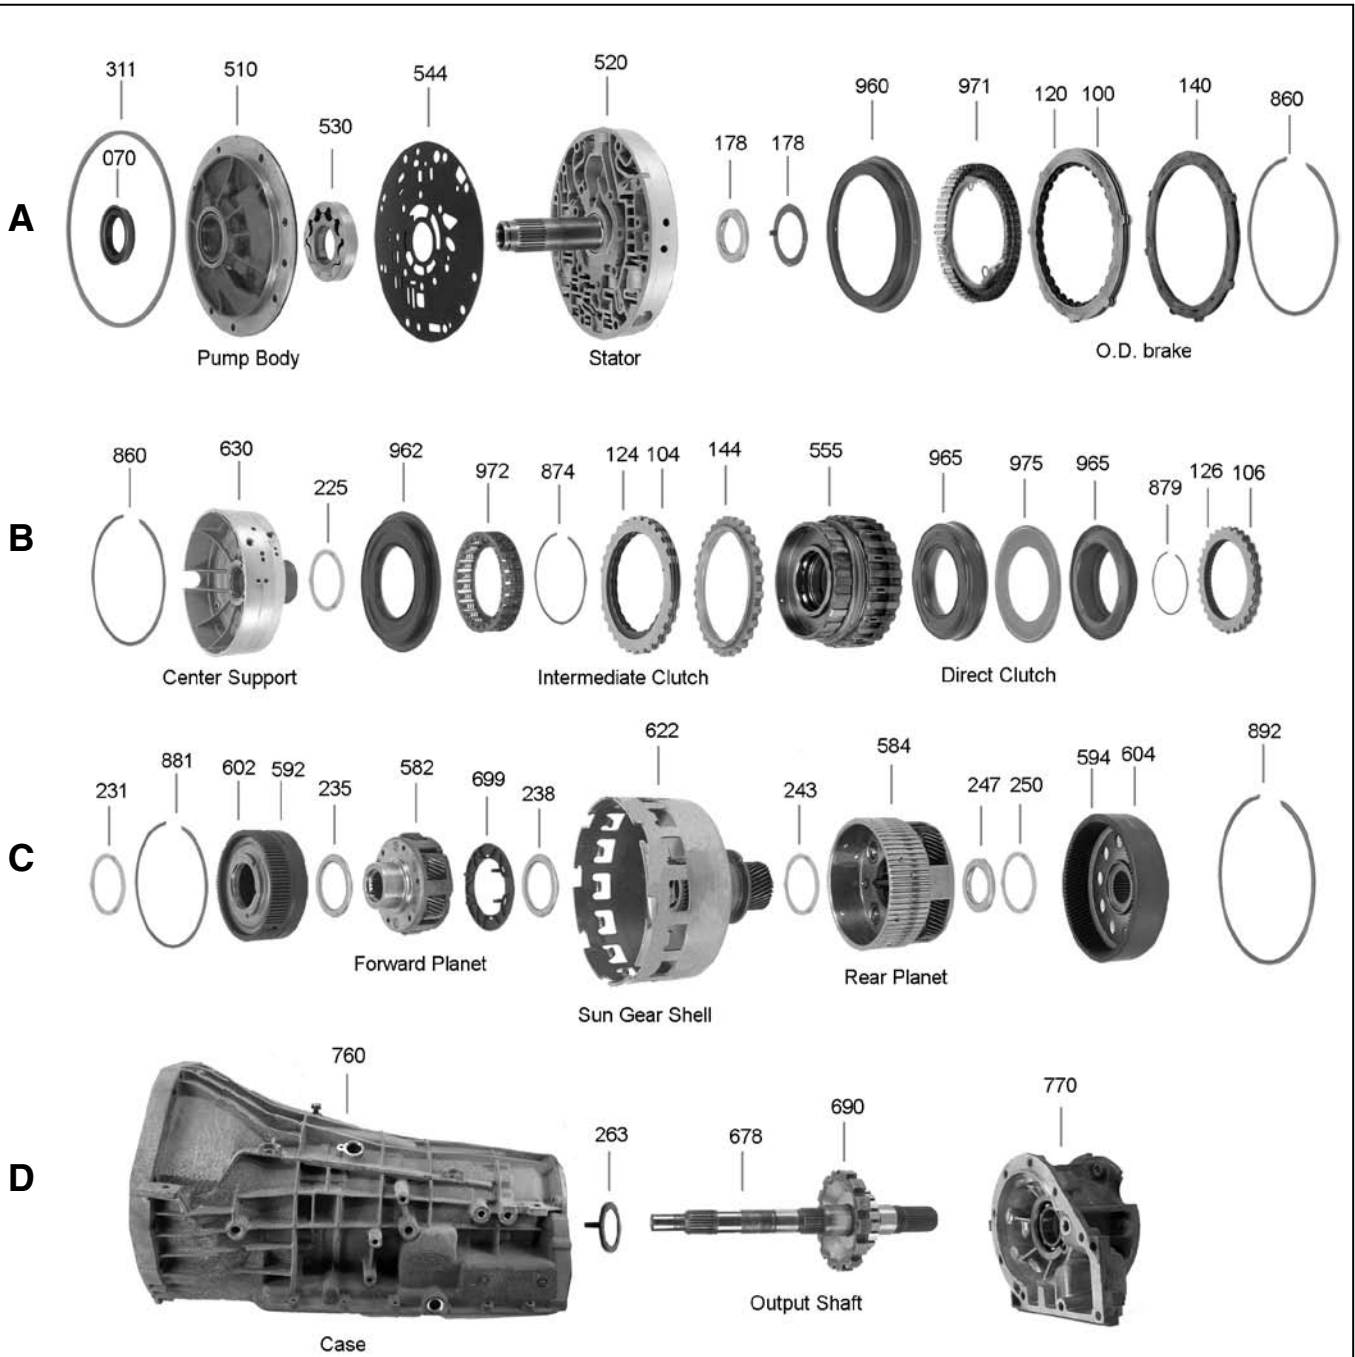 311 510 530 544 520 178 178 960 971 120 100 140 860
070
A
Pump Body Stator O.D. brake
860 630 225 962 972 874 124 104 144 555 965 975 965 879 126 106
B
Center Support Intermediate Clutch Direct Clutch
231 881 602 592 235 582 699 238 622 243 584 247 250 594 604 892
C
Forward Planet Rear Planet
Sun Gear Shell
760 263 678 690 770
D
Output Shaft
Case